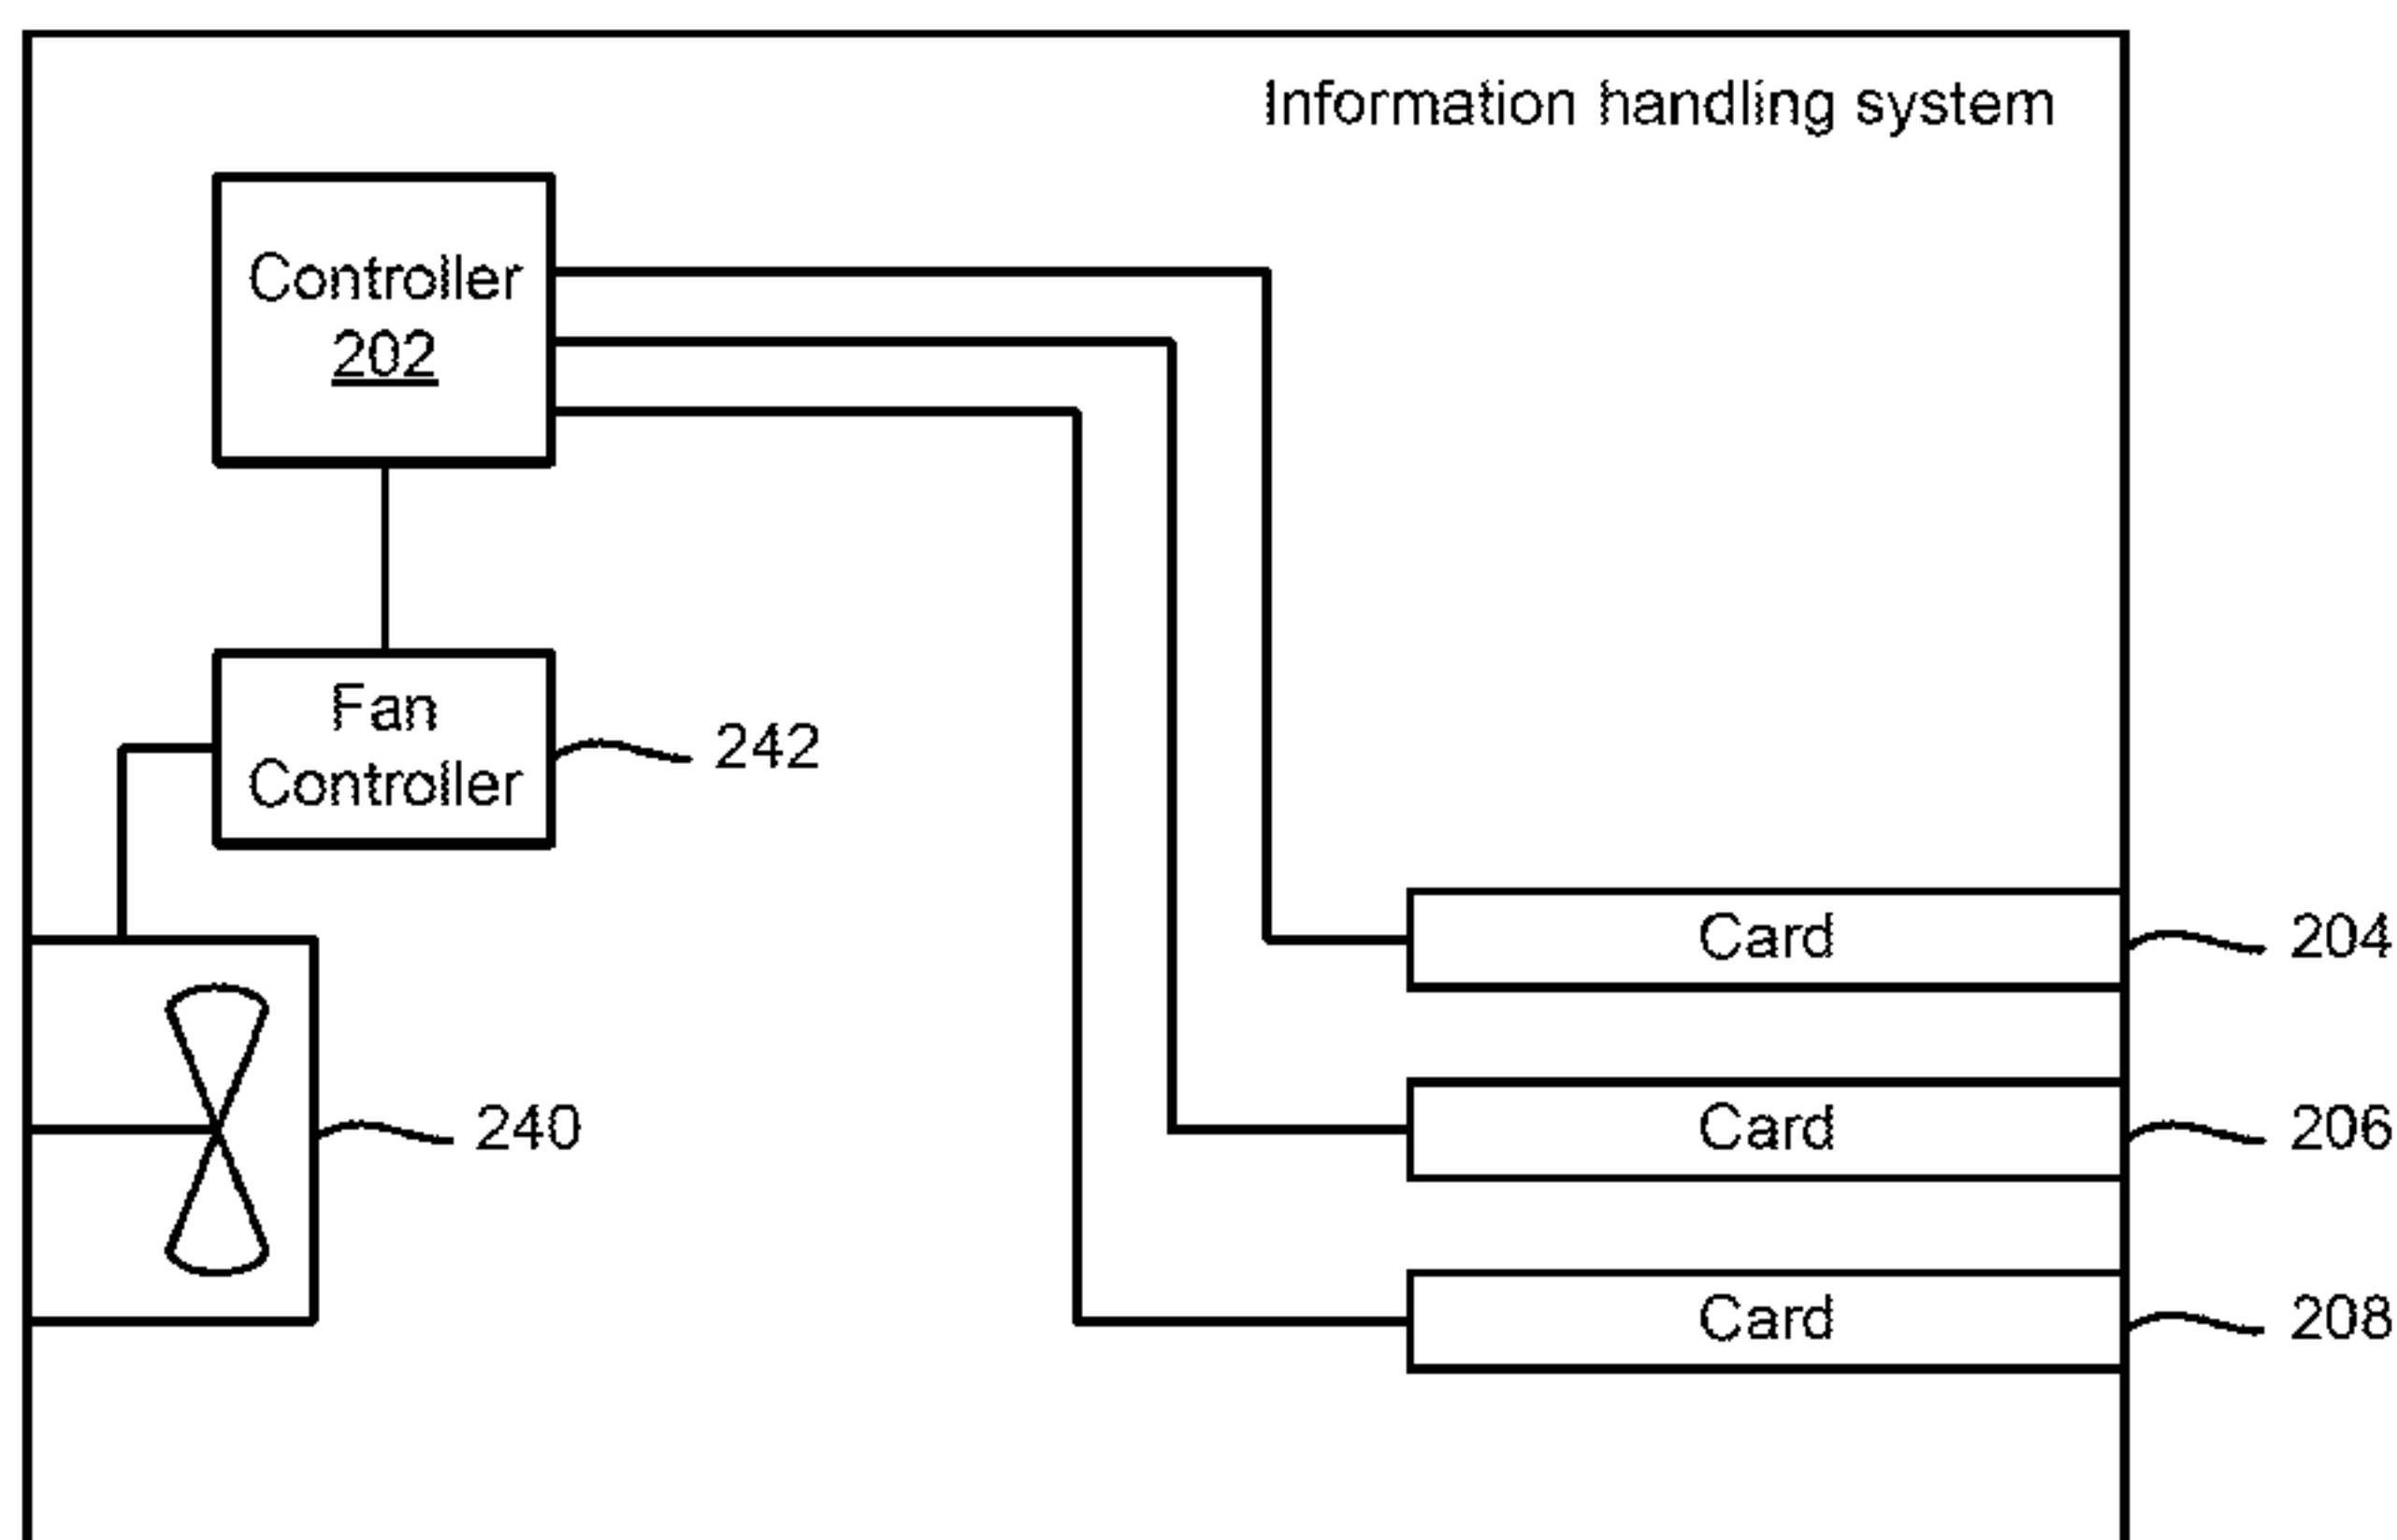 Information handling system
Controller
202
Fan
Controller
242
Card
204
240
Card
206
Card
208